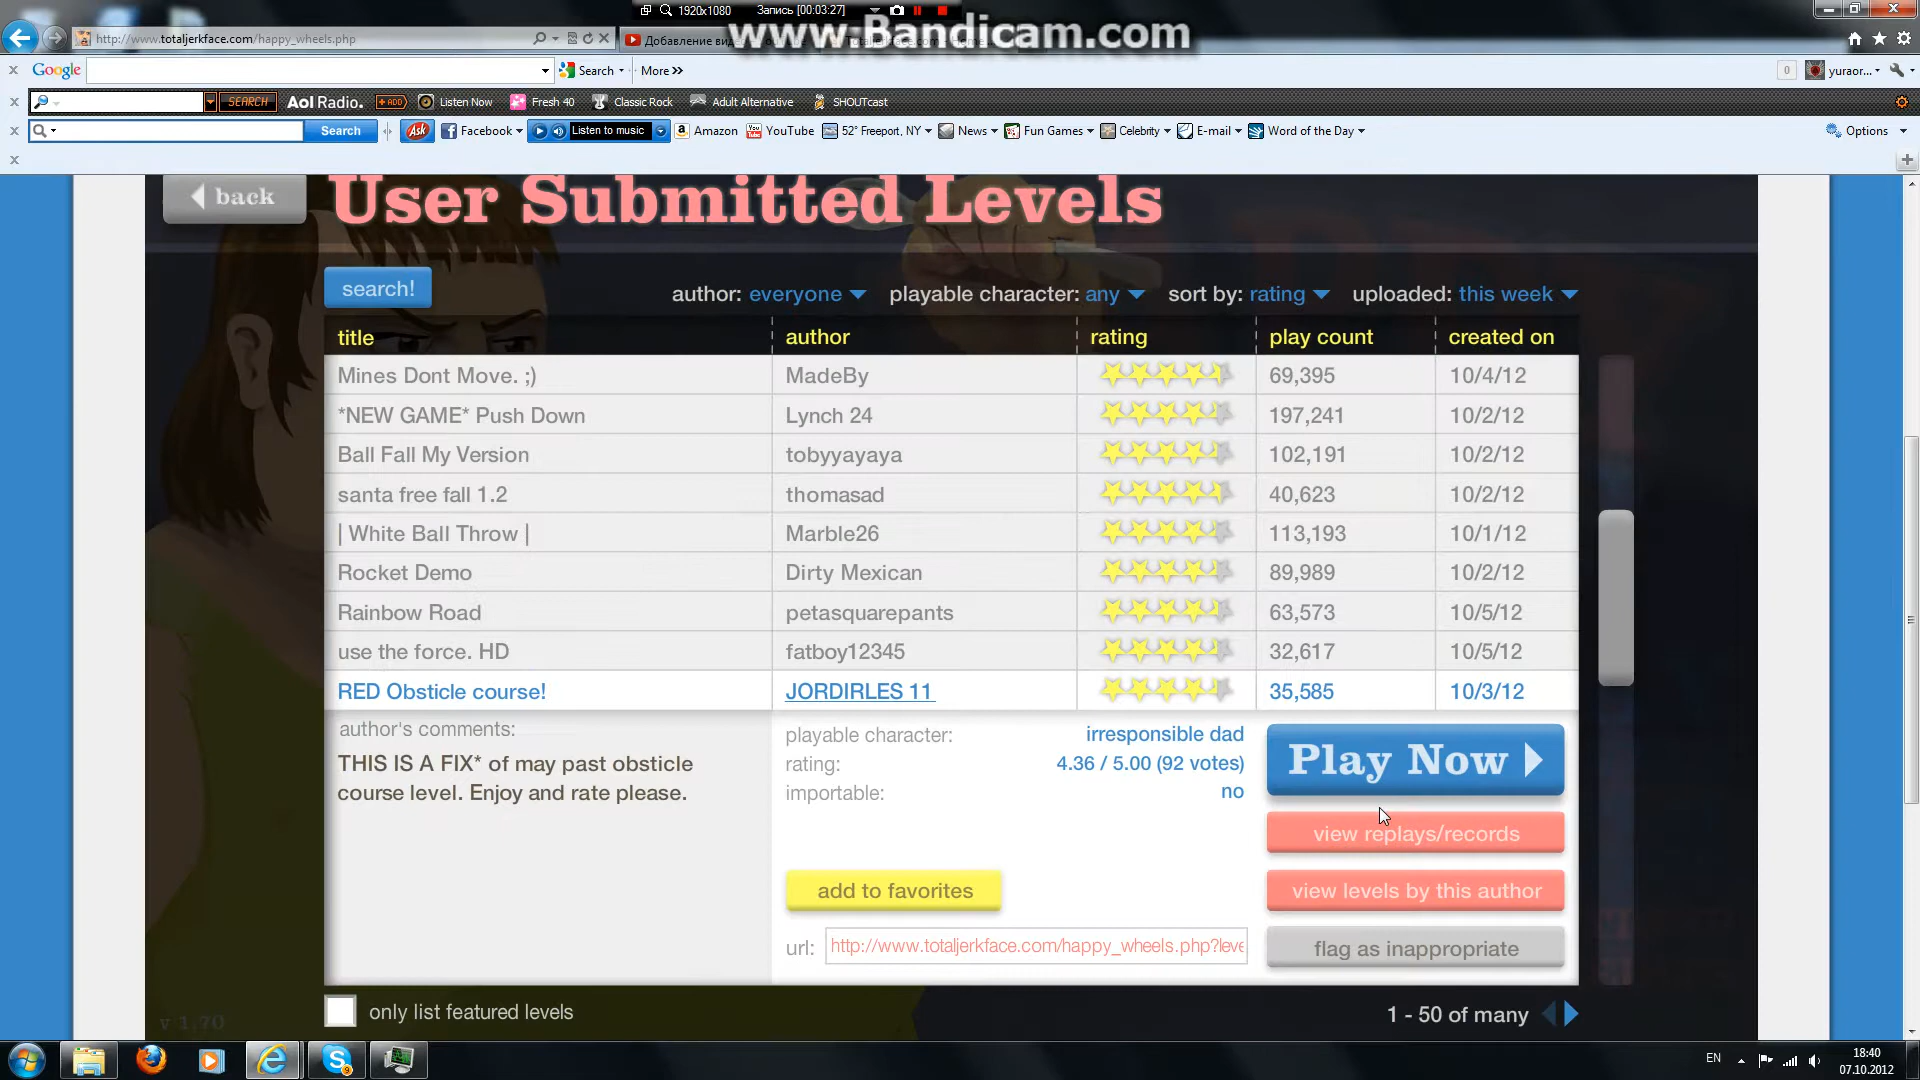 1920x1080 Запись [00:03:27]
www.Bandicam.com
http://www.totaljerkface.com/happy_wheels.php
Google Search More »
0 yuraor...
SEARCH Aol Radio. +ADD Listen Now Fresh 40 Classic Rock Adult Alternative SHOUTcast
Search Ask Facebook Listen to music Amazon YouTube 52° Freeport, NY News Fun Games Celebrity E-mail Word of the Day Options
back User Submitted Levels
search! author: everyone playable character: any sort by: rating uploaded: this week
title author rating play count created on
Mines Dont Move. ;) MadeBy 69,395 10/4/12
*NEW GAME* Push Down Lynch 24 197,241 10/2/12
Ball Fall My Version tobyyayaya 102,191 10/2/12
santa free fall 1.2 thomasad 40,623 10/2/12
| White Ball Throw | Marble26 113,193 10/1/12
Rocket Demo Dirty Mexican 89,989 10/2/12
Rainbow Road petasquarepants 63,573 10/5/12
use the force. HD fatboy12345 32,617 10/5/12
RED Obsticle course! JORDIRLES 11 35,585 10/3/12
author's comments:
THIS IS A FIX* of may past obsticle
course level. Enjoy and rate please.
playable character: irresponsible dad
rating: 4.36 / 5.00 (92 votes)
importable: no
add to favorites
url: http://www.totaljerkface.com/happy_wheels.php?leve
Play Now
view replays/records
view levels by this author
flag as inappropriate
v 1.70
only list featured levels
1 - 50 of many
EN
18:40
07.10.2012